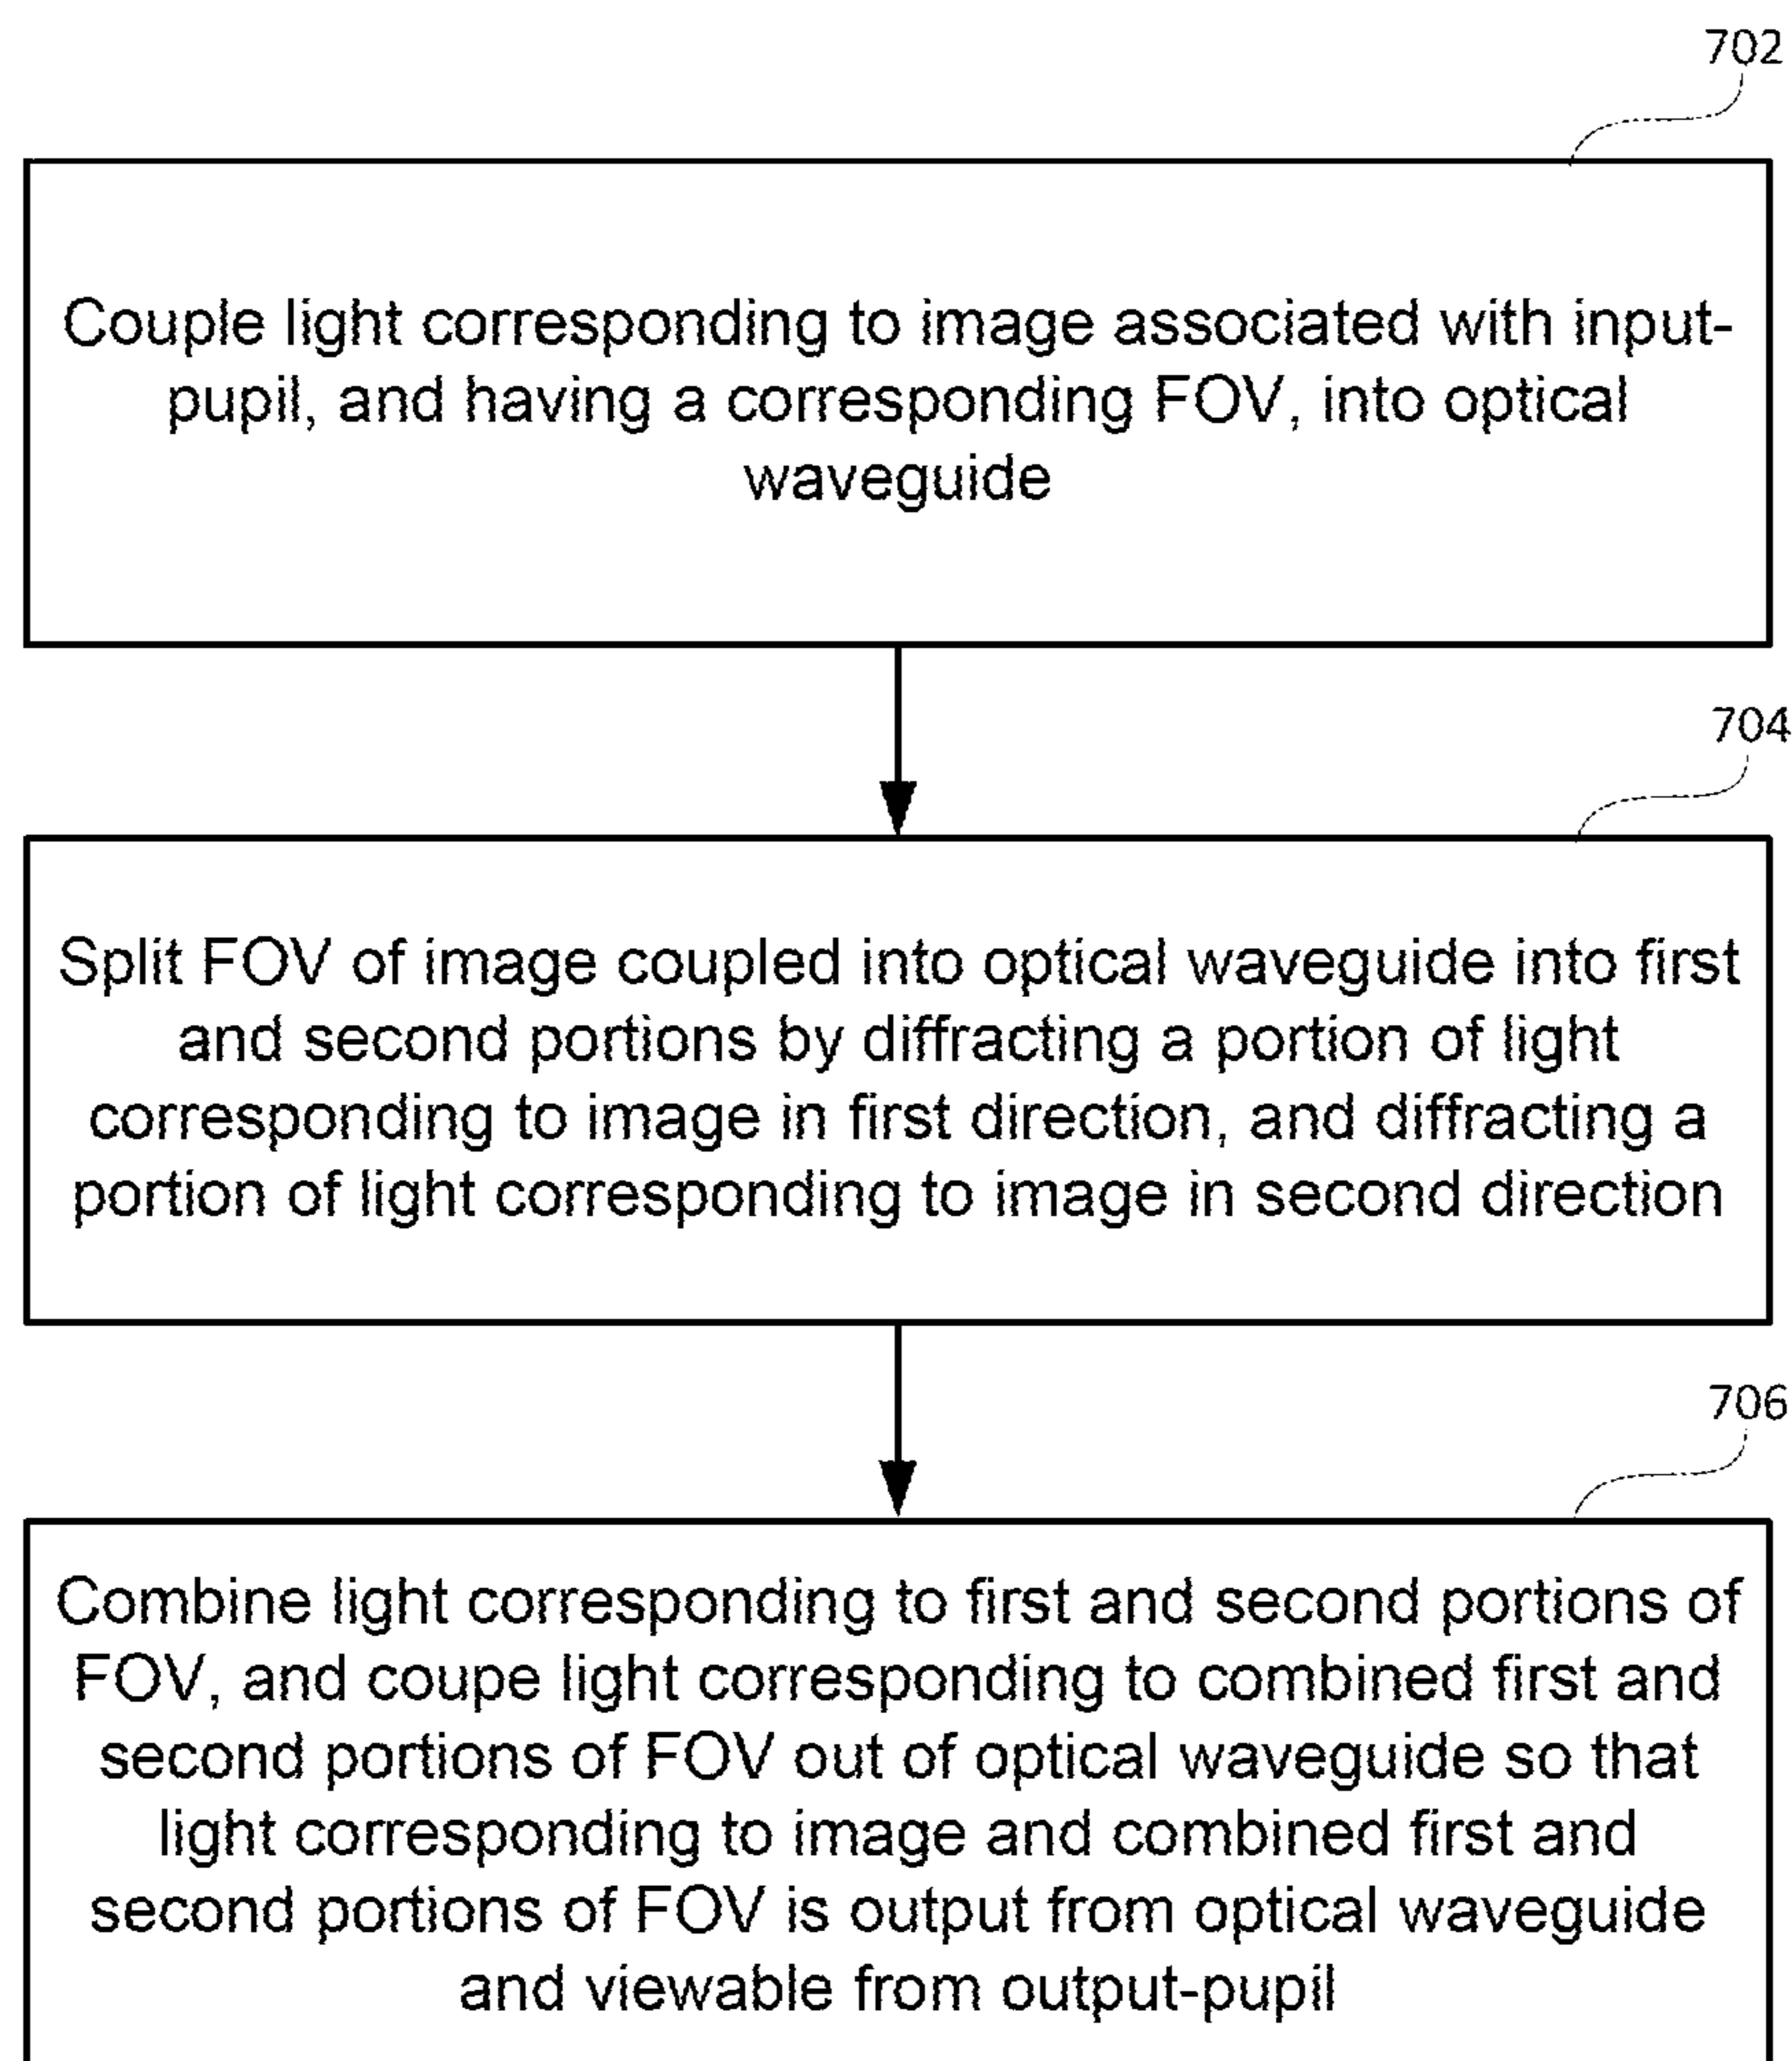 702
Couple light corresponding to image associated with input-
pupil, and having a corresponding FOV, into optical
waveguide
704
Split FOV of image coupled into optical waveguide into first
and second portions by diffracting a portion of light
corresponding to image in first direction, and diffracting a
portion of light corresponding to image in second direction
706
Combine light corresponding to first and second portions of
FOV, and coupe light corresponding to combined first and
second portions of FOV out of optical waveguide so that
light corresponding to image and combined first and
second portions of FOV is output from optical waveguide
and viewable from output-pupil